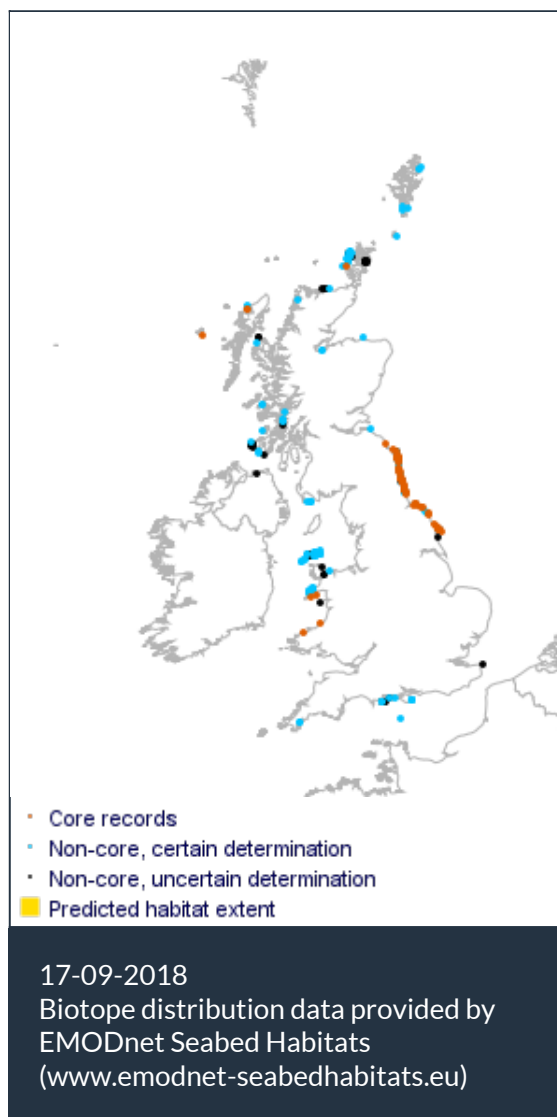 Core records
Non-core, certain determination
Non-core, uncertain determination
Predicted habitat extent
17-09-2018
Biotope distribution data provided by
EMODnet Seabed Habitats
(www.emodnet-seabedhabitats.eu)